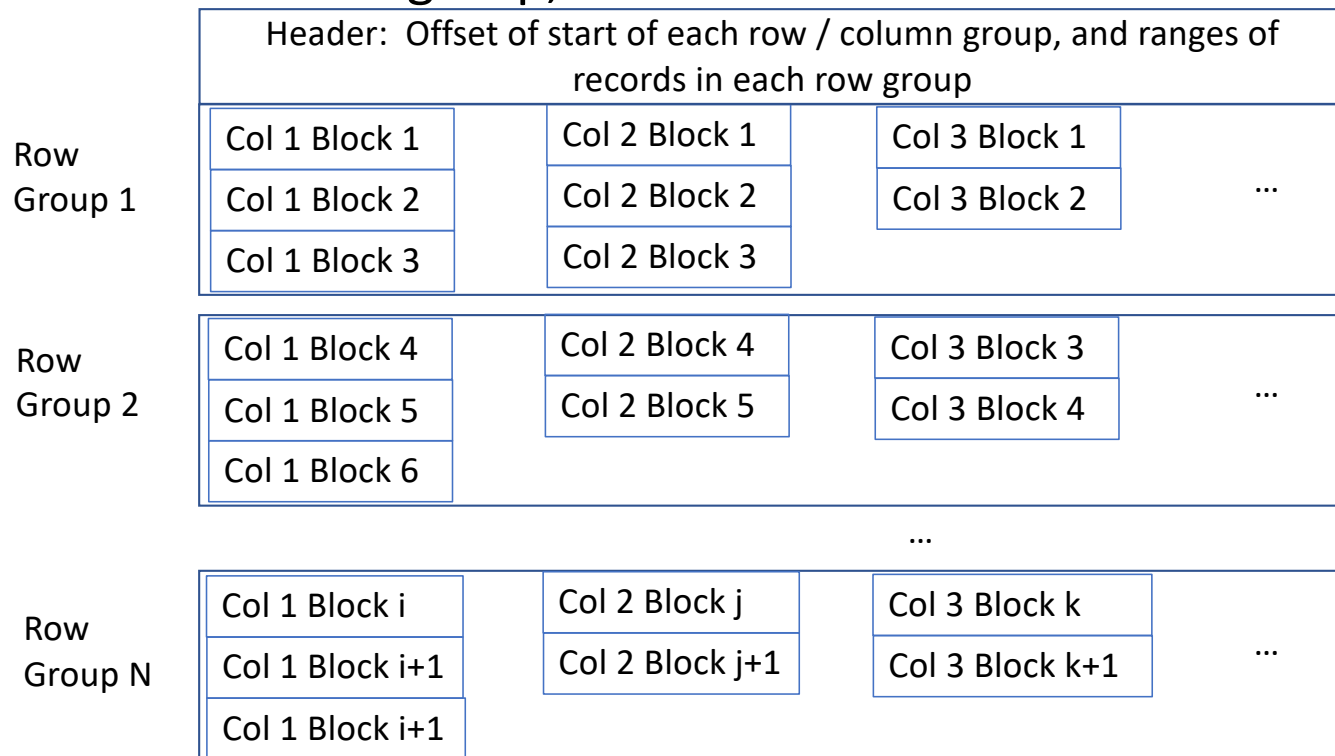 group,
Header: Offset of start of each row / column group, and ranges of
records in each row group
Row
Group 1
Col 1 Block 1
Col 1 Block 2
Col 1 Block 3
Col 2 Block 1
Col 2 Block 2
Col 2 Block 3
Col 3 Block 1
Col 3 Block 2
...
Row
Group 2
Col 1 Block 4
Col 1 Block 5
Col 1 Block 6
Col 2 Block 4
Col 2 Block 5
Col 3 Block 3
Col 3 Block 4
...
...
Row
Group N
Col 1 Block i
Col 1 Block i+1
Col 1 Block i+1
Col 2 Block j
Col 2 Block j+1
Col 3 Block k
Col 3 Block k+1
...